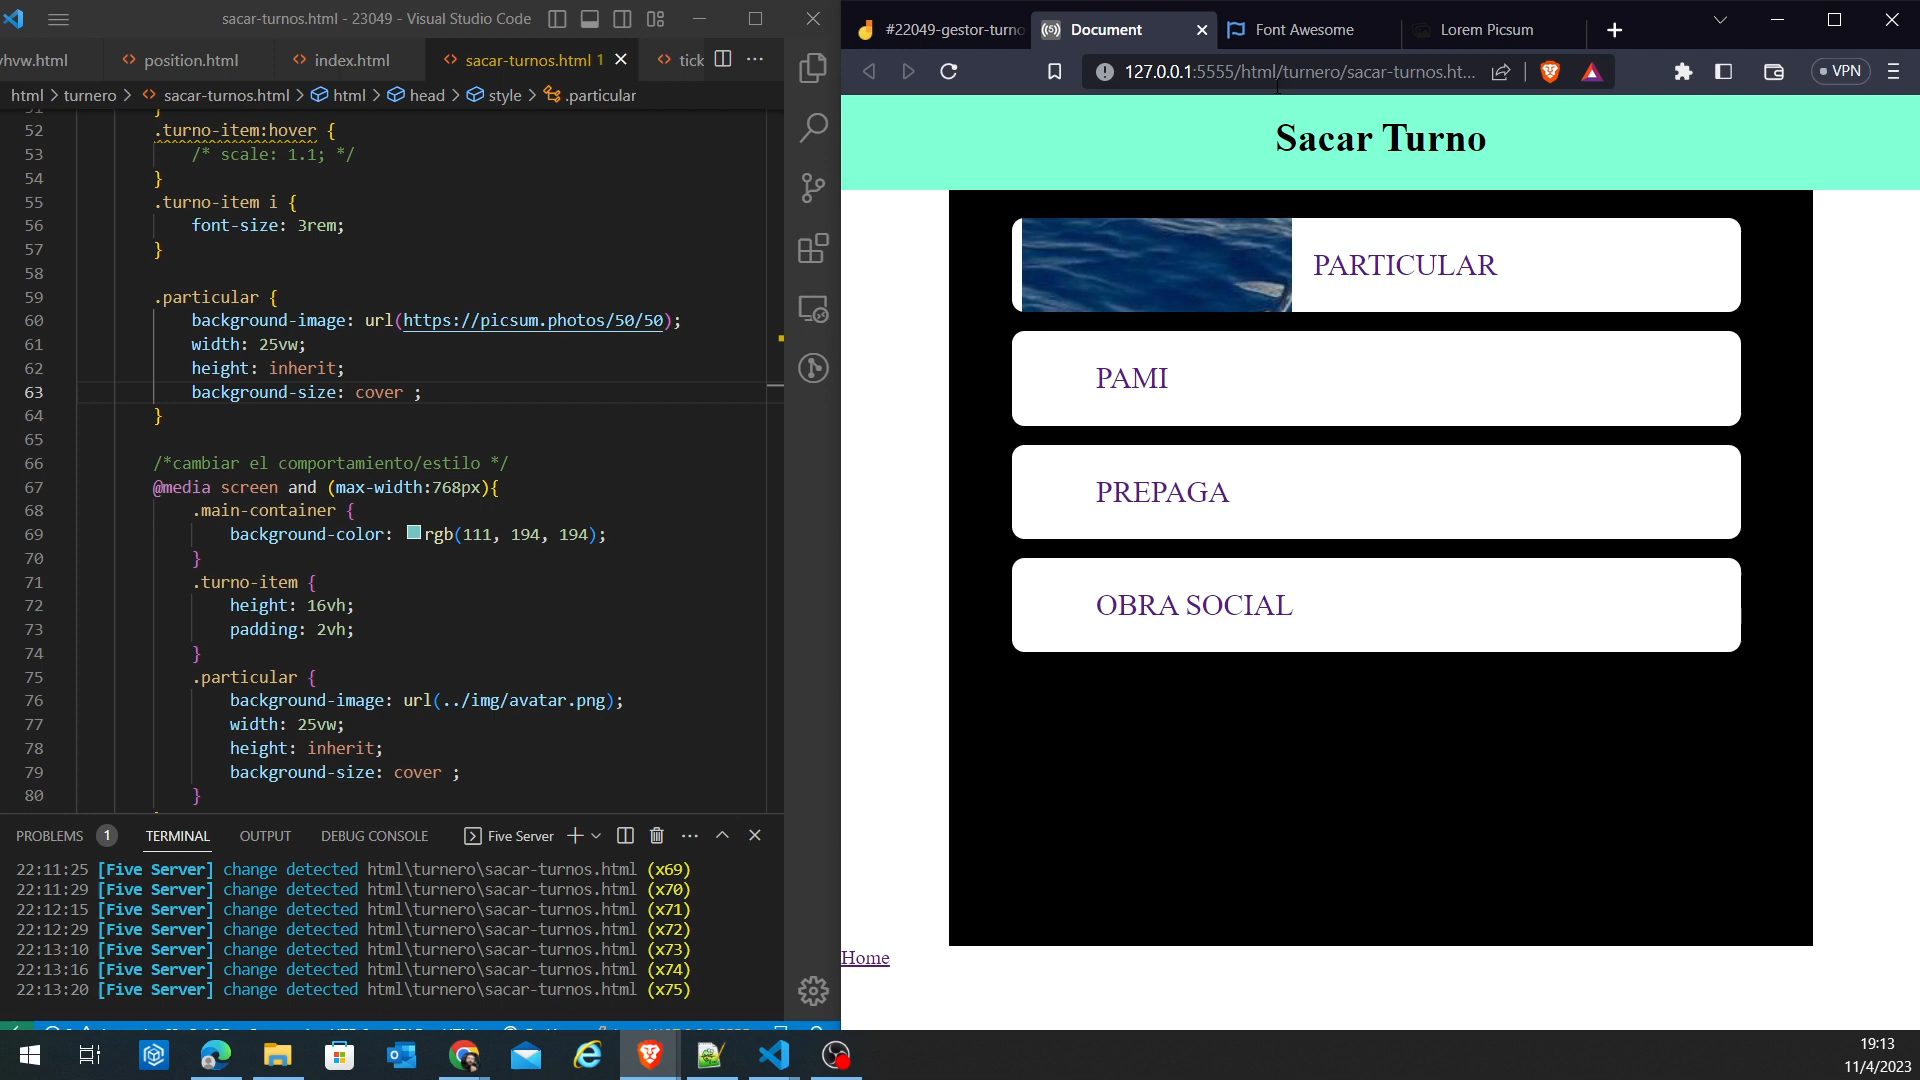 sacar-turnos.html - 23049 - Visual Studio Code
hvw.html
position.html
index.html
sacar-turnos.html 1
tick
html > turnero > sacar-turnos.html > html > head > style > .particular
52 .turno-item:hover {
53 /* scale: 1.1; */
54 }
55 .turno-item i {
56 font-size: 3rem;
57 }
58
59 .particular {
60 background-image: url(https://picsum.photos/50/50);
61 width: 25vw;
62 height: inherit;
63 background-size: cover ;
64 }
65
66 /*cambiar el comportamiento/estilo */
67 @media screen and (max-width:768px){
68 .main-container {
69 background-color: rgb(111, 194, 194);
70 }
71 .turno-item {
72 height: 16vh;
73 padding: 2vh;
74 }
75 .particular {
76 background-image: url(../img/avatar.png);
77 width: 25vw;
78 height: inherit;
79 background-size: cover ;
80 }
PROBLEMS 1
TERMINAL
OUTPUT
DEBUG CONSOLE
Five Server
22:11:25 [Five Server] change detected html\turnero\sacar-turnos.html (x69)
22:11:29 [Five Server] change detected html\turnero\sacar-turnos.html (x70)
22:12:15 [Five Server] change detected html\turnero\sacar-turnos.html (x71)
22:12:29 [Five Server] change detected html\turnero\sacar-turnos.html (x72)
22:13:10 [Five Server] change detected html\turnero\sacar-turnos.html (x73)
22:13:16 [Five Server] change detected html\turnero\sacar-turnos.html (x74)
22:13:20 [Five Server] change detected html\turnero\sacar-turnos.html (x75)
#22049-gestor-turno
Document
Font Awesome
Lorem Picsum
127.0.0.1:5555/html/turnero/sacar-turnos.ht...
VPN
Sacar Turno
PARTICULAR
PAMI
PREPAGA
OBRA SOCIAL
Home
19:13
11/4/2023